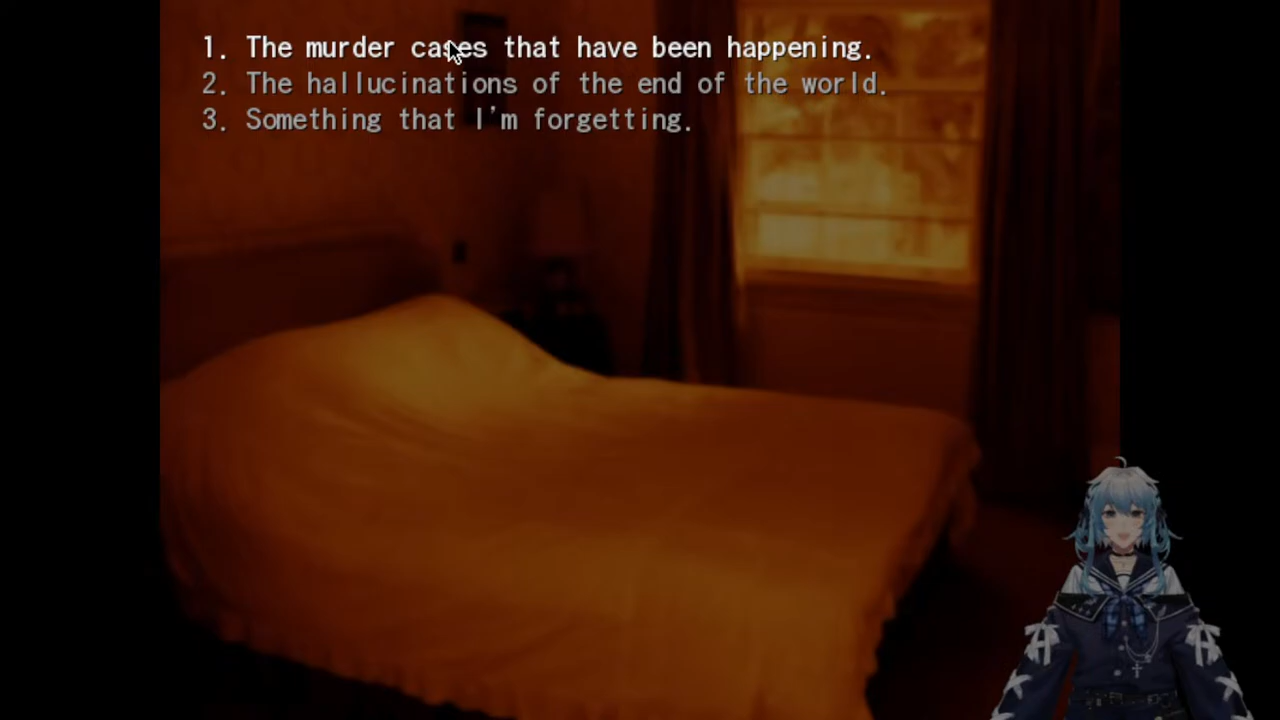 1. The murder cases that have been happening.
2. The hallucinations of the end of the world.
3. Something that I'm forgetting.